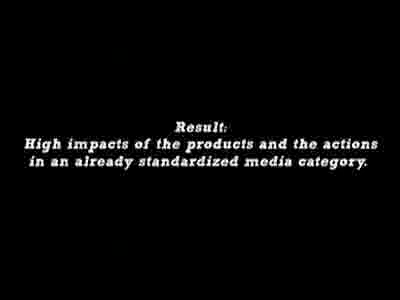 Result:
High impacts of the products and the actions
in an already standardized media category.